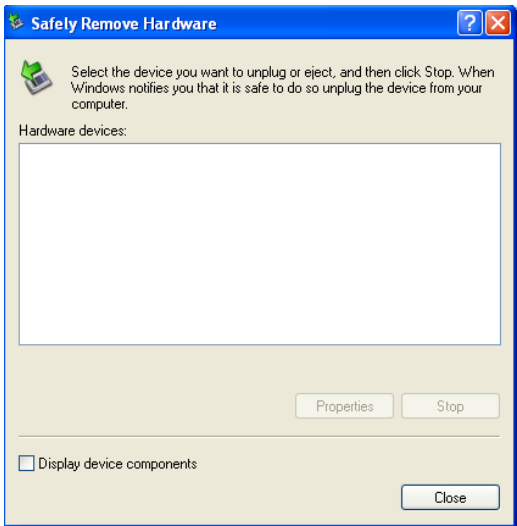 Safely Remove Hardware
Select the device you want to unplug or eject, and then click Stop. When
Windows notifies you that it is safe to do so unplug the device from your
computer.
Hardware devices:
Properties
Stop
Display device components
Close